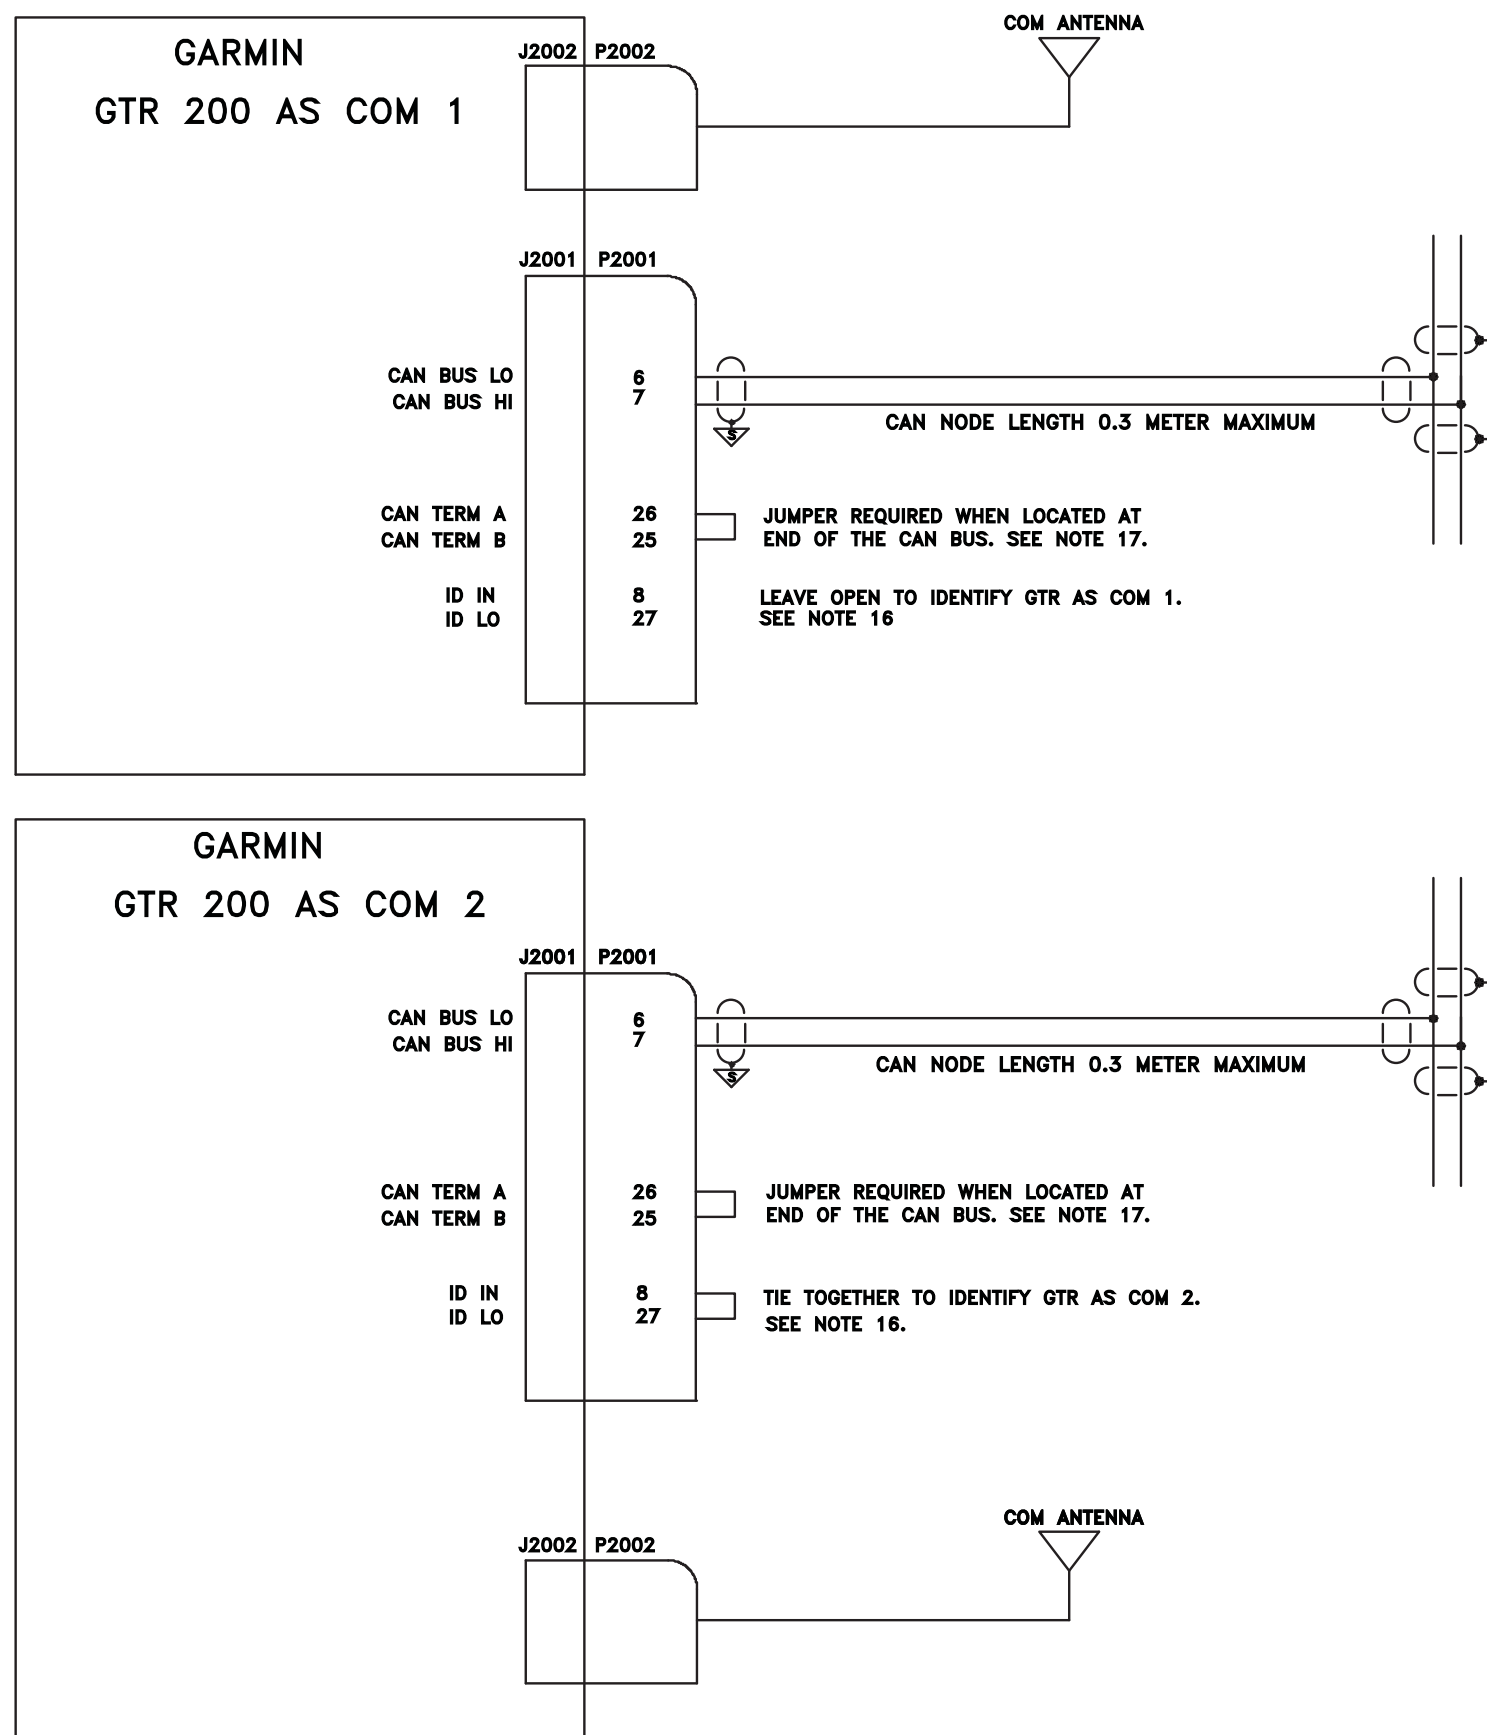 COM ANTENNA
GARMIN
J2002 P2002
GTR 200 AS COM 1
J2001 P2001
CAN BUS LO 6
CAN BUS HI 7
CAN NODE LENGTH 0.3 METER MAXIMUM
S
CAN TERM A 26 JUMPER REQUIRED WHEN LOCATED AT
CAN TERM B 25 END OF THE CAN BUS. SEE NOTE 17.
ID IN 8 LEAVE OPEN TO IDENTIFY GTR AS COM 1.
ID LO 27 SEE NOTE 16
GARMIN
GTR 200 AS COM 2
J2001 P2001
CAN BUS LO 6
CAN BUS HI 7
CAN NODE LENGTH 0.3 METER MAXIMUM
S
CAN TERM A 26 JUMPER REQUIRED WHEN LOCATED AT
CAN TERM B 25 END OF THE CAN BUS. SEE NOTE 17.
ID IN 8 TIE TOGETHER TO IDENTIFY GTR AS COM 2.
ID LO 27 SEE NOTE 16.
COM ANTENNA
J2002 P2002